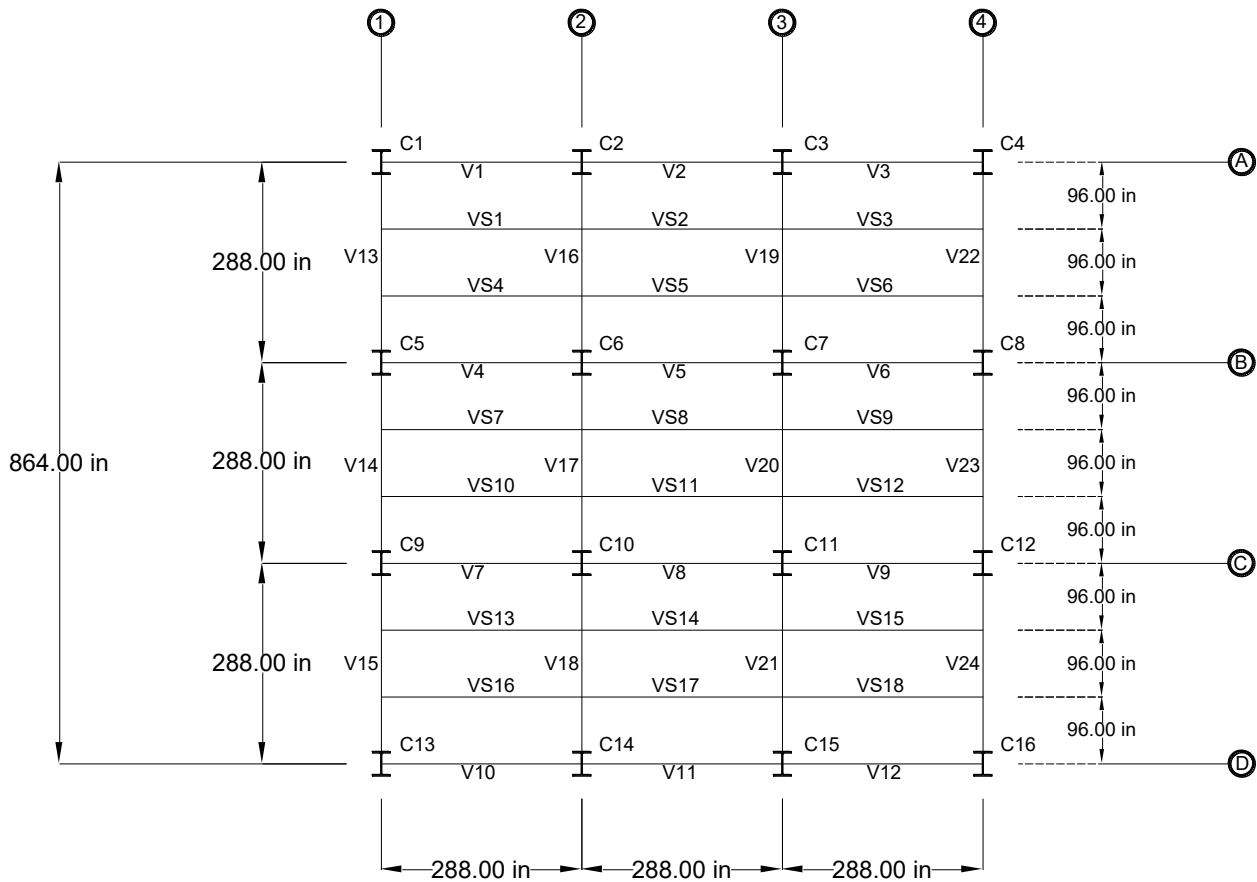 1 2 3 4
C1 C2 C3 C4
A
V1 V2 V3
96.00 in
VS1 VS2 VS3
288.00 in V13 V16 V19 V22 96.00 in
VS4 VS5 VS6
96.00 in
C5 C6 C7 C8
B
V4 V5 V6
96.00 in
VS7 VS8 VS9
864.00 in 288.00 in V14 V17 V20 V23 96.00 in
VS10 VS11 VS12
96.00 in
C9 C10 C11 C12
C
V7 V8 V9
96.00 in
VS13 VS14 VS15
288.00 in V15 V18 V21 V24 96.00 in
VS16 VS17 VS18
96.00 in
C13 C14 C15 C16
D
V10 V11 V12
288.00 in 288.00 in 288.00 in